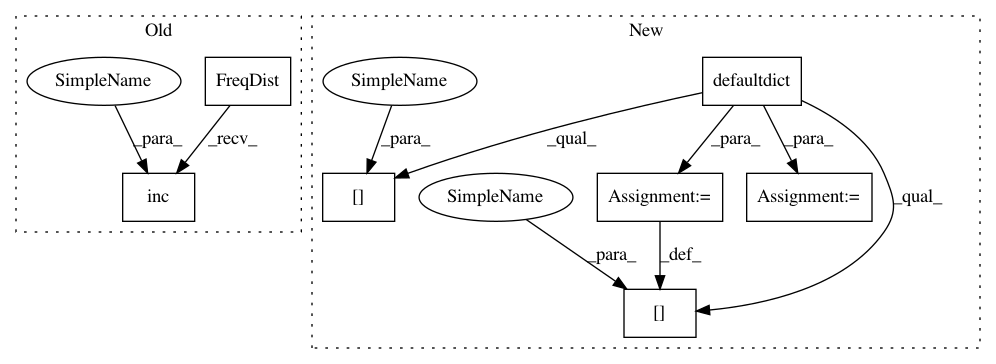 Old
New
SimpleName
FreqDist
SimpleName
defaultdict
_para_
_recv_
_para_
_qual_
_para_
_para_
inc
[]
SimpleName
Assignment:=
Assignment:=
_qual_
_para_
_def_
[]